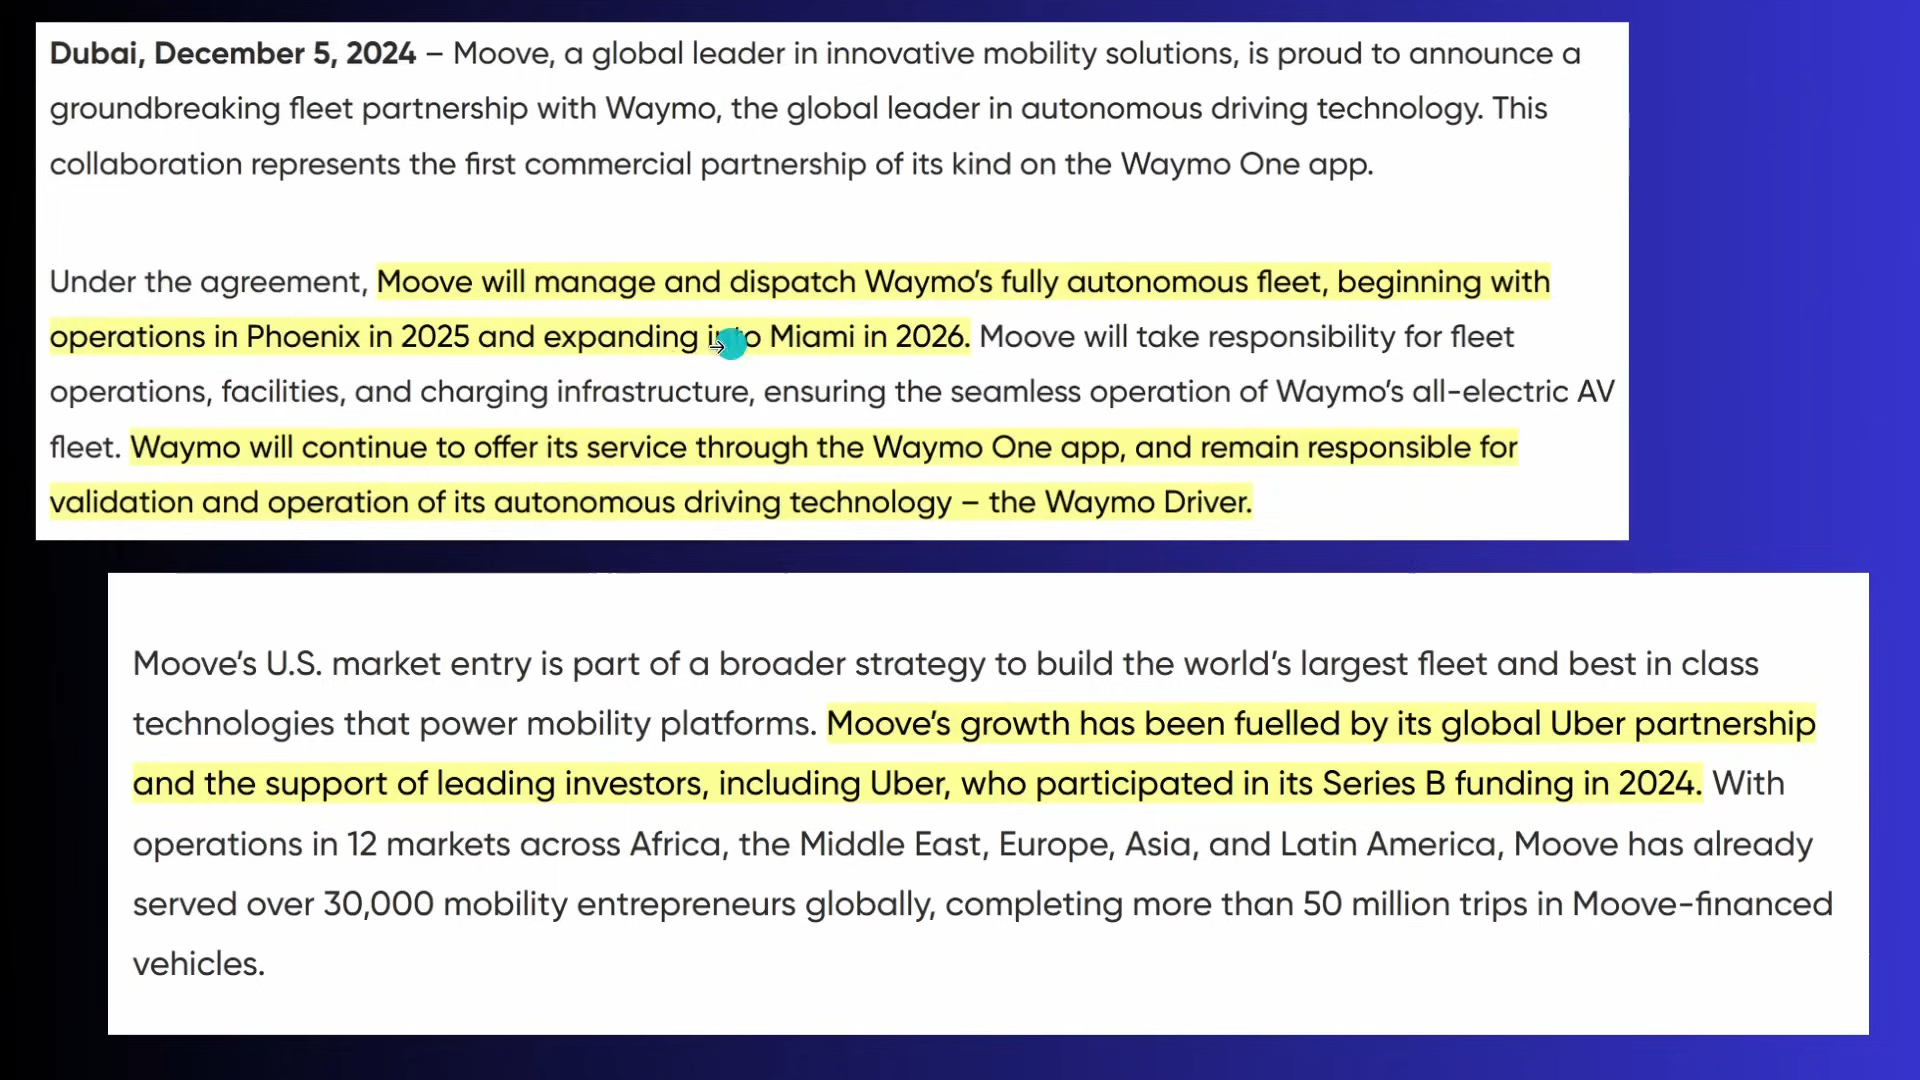 Dubai, December 5, 2024 – Moove, a global leader in innovative mobility solutions, is proud to announce a
groundbreaking fleet partnership with Waymo, the global leader in autonomous driving technology. This
collaboration represents the first commercial partnership of its kind on the Waymo One app.
Under the agreement, Moove will manage and dispatch Waymo’s fully autonomous fleet, beginning with
operations in Phoenix in 2025 and expanding into Miami in 2026. Moove will take responsibility for fleet
operations, facilities, and charging infrastructure, ensuring the seamless operation of Waymo’s all-electric AV
fleet. Waymo will continue to offer its service through the Waymo One app, and remain responsible for
validation and operation of its autonomous driving technology – the Waymo Driver.
Moove’s U.S. market entry is part of a broader strategy to build the world’s largest fleet and best in class
technologies that power mobility platforms. Moove’s growth has been fuelled by its global Uber partnership
and the support of leading investors, including Uber, who participated in its Series B funding in 2024. With
operations in 12 markets across Africa, the Middle East, Europe, Asia, and Latin America, Moove has already
served over 30,000 mobility entrepreneurs globally, completing more than 50 million trips in Moove-financed
vehicles.